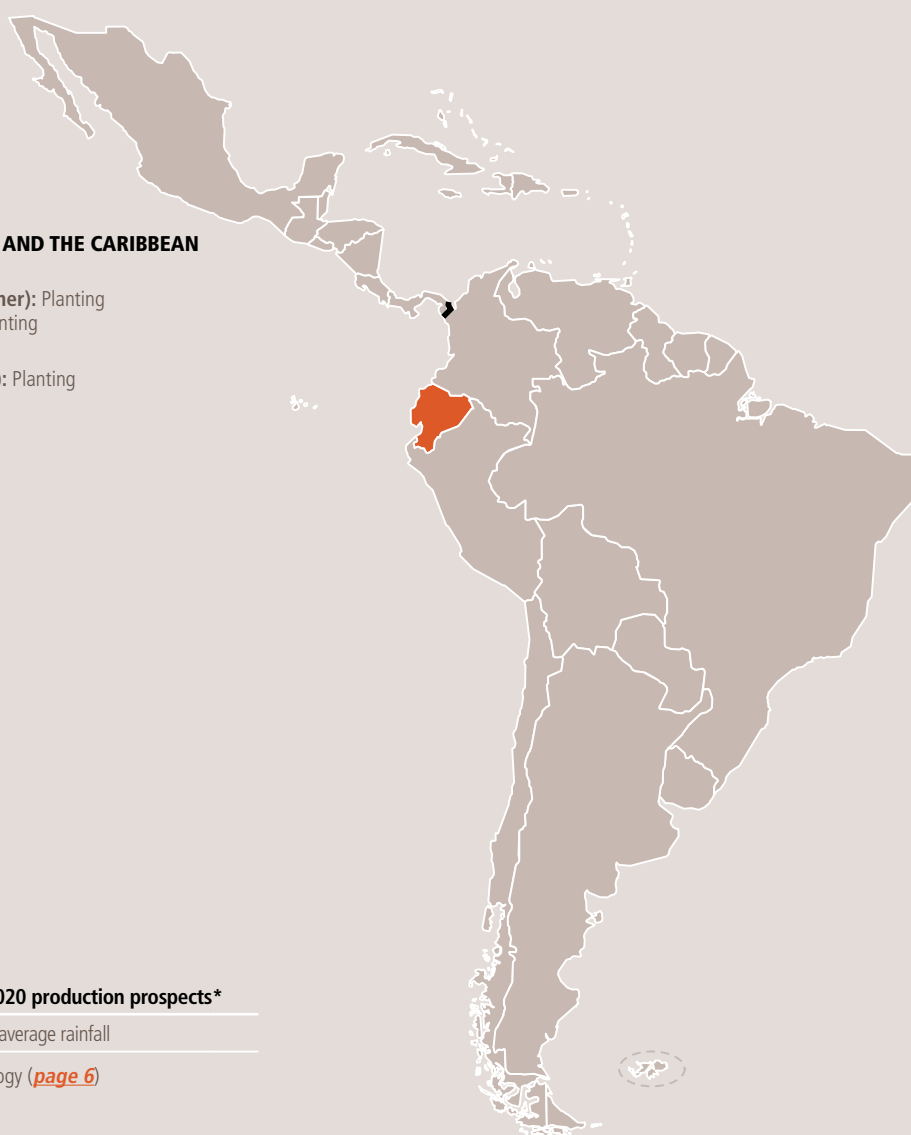 AND THE CARIBBEAN
ner): Planting
nting
): Planting
020 production prospects*
average rainfall
ogy (page 6)